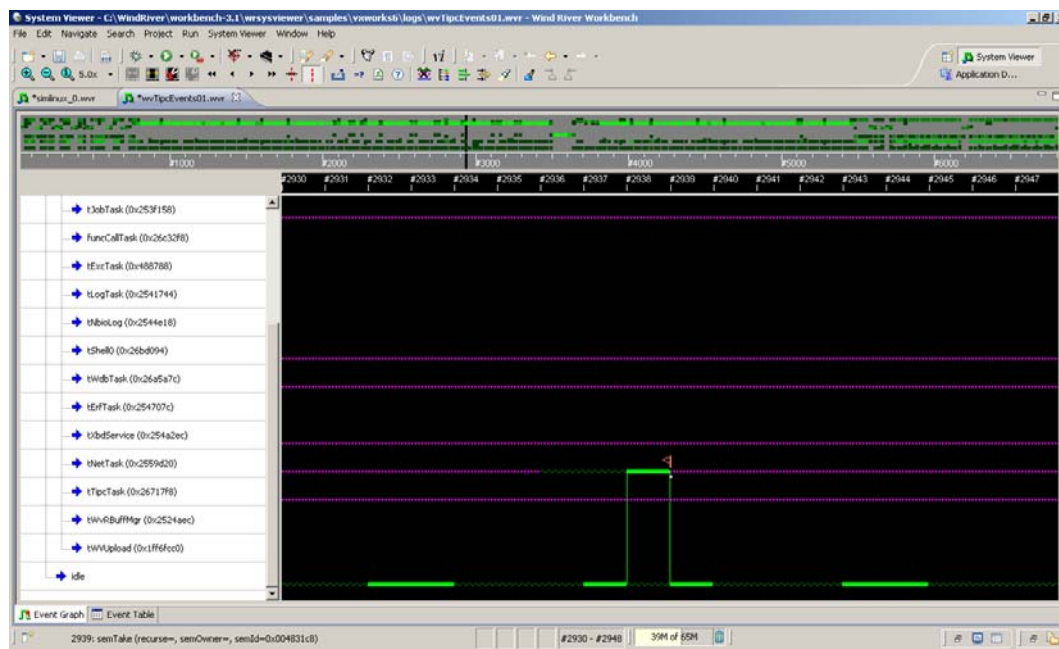 System Viewer - C:\WindRiver\workbench-3.1\wrsysviewer\samples\vxworks6\logs\wvTipcEvents01.wvr - Wind River Workbench
File Edit Navigate Search Project Run System Viewer Window Help
System Viewer
5.0x
Application D...
*simlinux_0.wvr
*wvTipcEvents01.wvr
#1000 #2000 #3000 #4000 #5000 #6000
#2930 #2931 #2932 #2933 #2934 #2935 #2936 #2937 #2938 #2939 #2940 #2941 #2942 #2943 #2944 #2945 #2946 #2947
tJobTask (0x253f158)
funcCallTask (0x26c32f8)
tExcTask (0x488788)
tLogTask (0x2541744)
tNbioLog (0x2544e18)
tShell0 (0x26bd094)
tWdbTask (0x26a5a7c)
tErfTask (0x254707c)
tXbdService (0x254a2ec)
tNetTask (0x2559d20)
tTipcTask (0x26717f8)
tWvRBuffMgr (0x2524aec)
tWVUpload (0x1ff6fcc0)
idle
Event Graph Event Table
2939: semTake (recurse=, semOwner=, semId=0x004831c8)
#2930 - #2948
39M of 65M